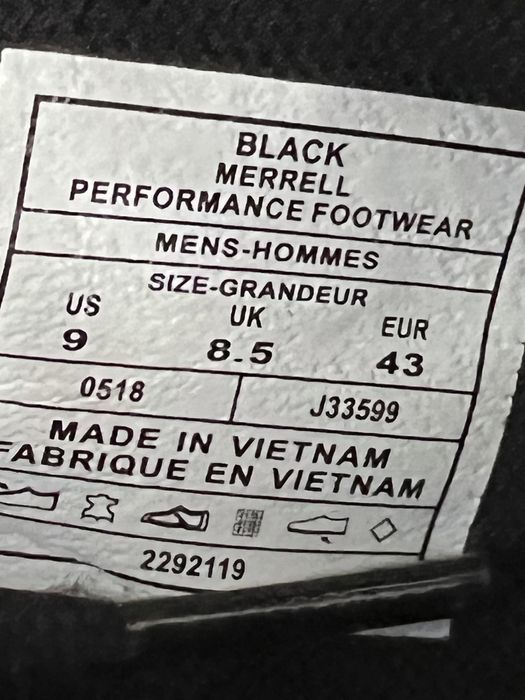 BLACK
MERRELL
PERFORMANCE FOOTWEAR
MENS-HOMMES
SIZE-GRANDEUR
US UK EUR
9 8.5 43
0518 J33599
MADE IN VIETNAM
FABRIQUE EN VIETNAM
2292119